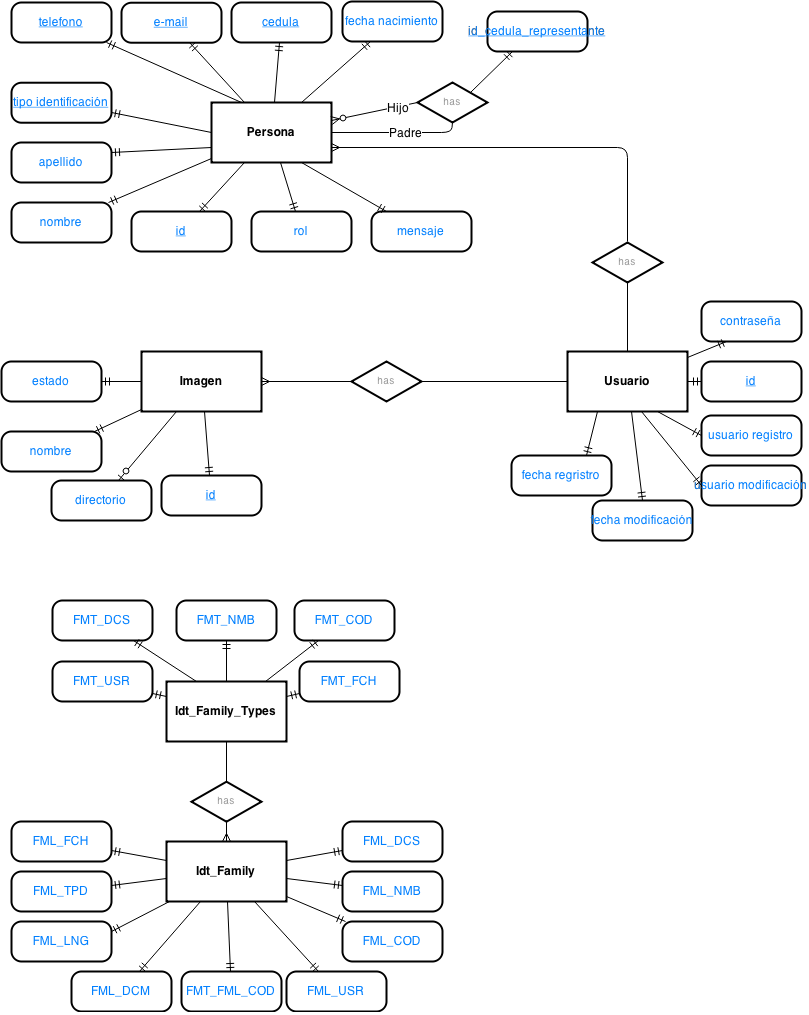 telefono
e-mail
cedula
fecha nacimiento
id_cedula_representante
tipo identificación
Persona
Hijo
has
Padre
apellido
nombre
id
rol
mensaje
has
contraseña
estado
Imagen
has
Usuario
id
nombre
usuario registro
directorio
id
fecha regristro
usuario modificación
fecha modificación
FMT_DCS
FMT_NMB
FMT_COD
FMT_USR
FMT_FCH
Idt_Family_Types
has
FML_FCH
FML_DCS
Idt_Family
FML_TPD
FML_NMB
FML_LNG
FML_COD
FML_DCM
FMT_FML_COD
FML_USR